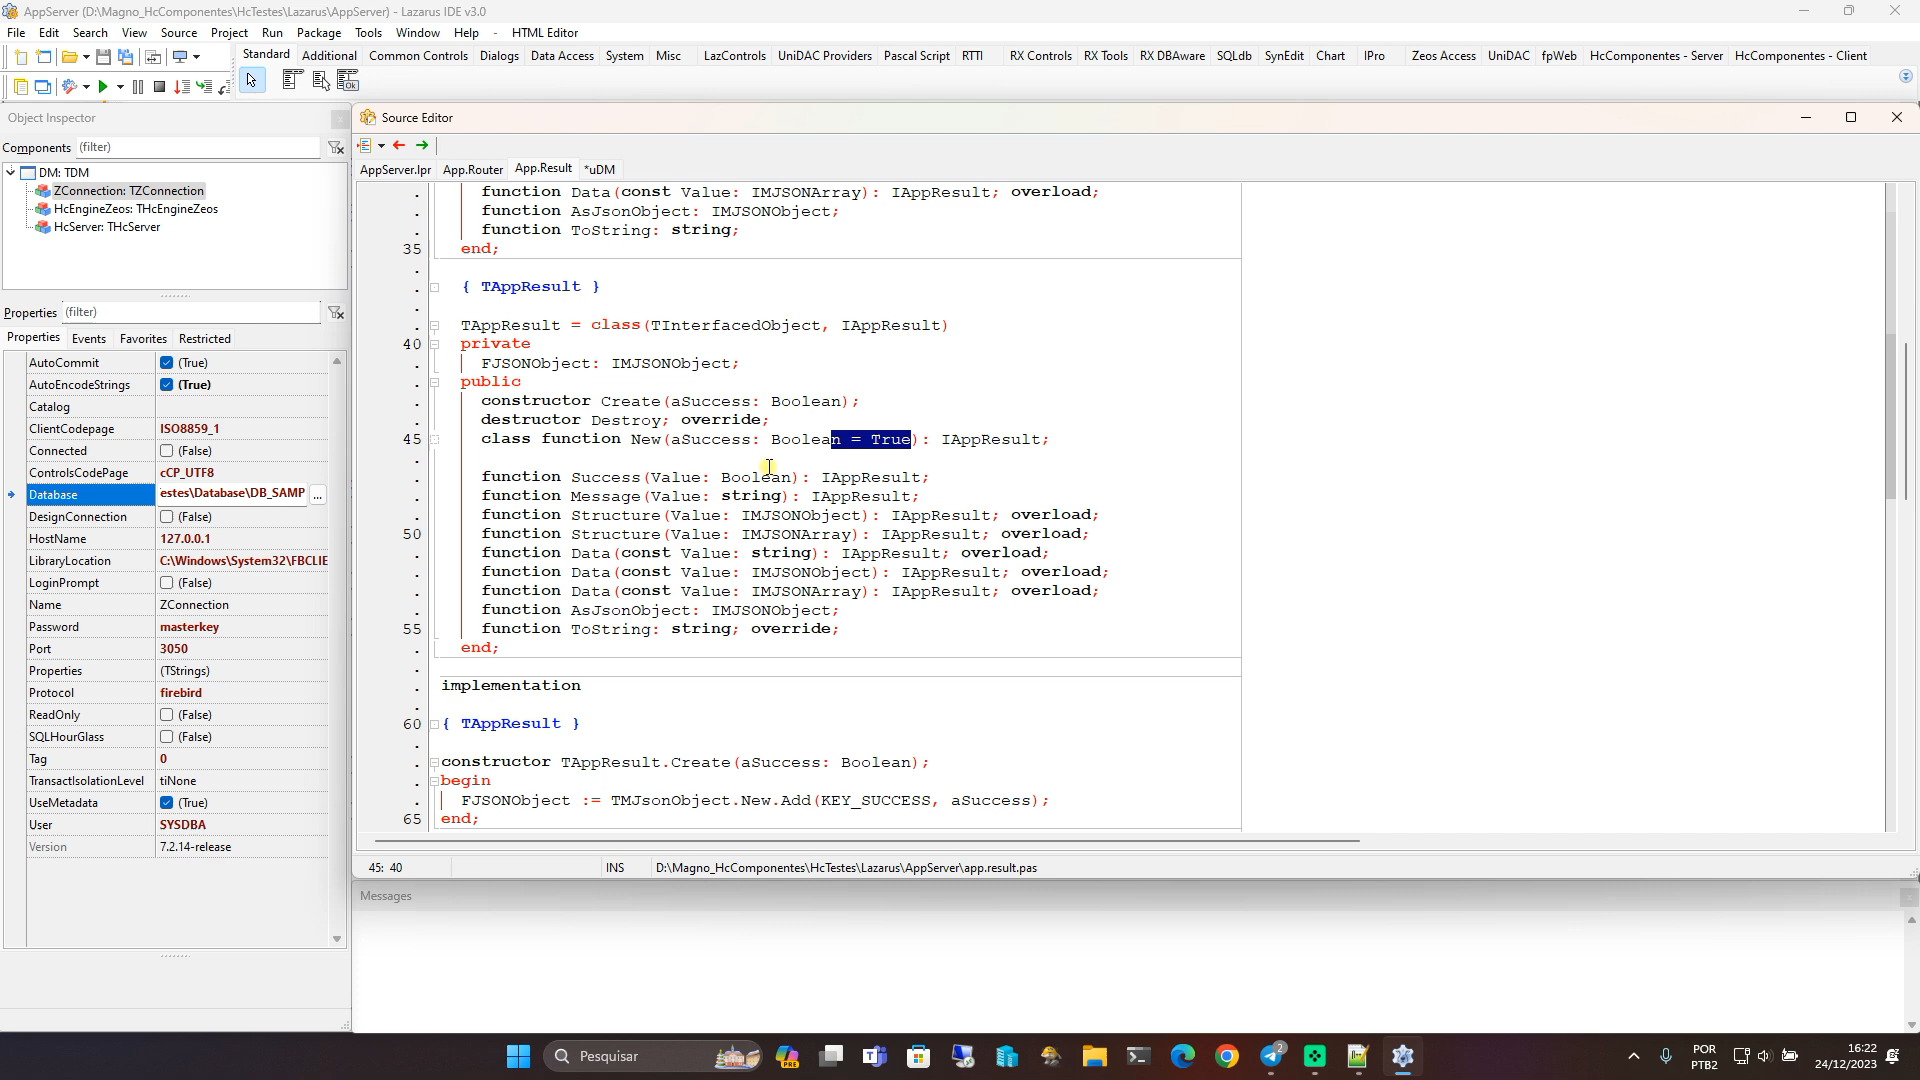 AppServer (D:\Magno_HcComponentes\HcTestes\Lazarus\AppServer) - Lazarus IDE v3.0
File Edit Search View Source Project Run Package Tools Window Help - HTML Editor
Standard Additional Common Controls Dialogs Data Access System Misc LazControls UniDAC Providers Pascal Script RTTI RX Controls RX Tools RX DBAware SQLdb SynEdit Chart IPro Zeos Access UniDAC fpWeb HcComponentes - Server HcComponentes - Client
Ok
Object Inspector
Components (filter)
DM: TDM
ZConnection: TZConnection
HcEngineZeos: THcEngineZeos
HcServer: THcServer
Properties (filter)
Properties Events Favorites Restricted
AutoCommit (True)
AutoEncodeStrings (True)
Catalog
ClientCodepage ISO8859_1
Connected (False)
ControlsCodePage cCP_UTF8
Database estes\Database\DB_SAMP ...
DesignConnection (False)
HostName 127.0.0.1
LibraryLocation C:\Windows\System32\FBCLIE
LoginPrompt (False)
Name ZConnection
Password masterkey
Port 3050
Properties (TStrings)
Protocol firebird
ReadOnly (False)
SQLHourGlass (False)
Tag 0
TransactIsolationLevel tiNone
UseMetadata (True)
User SYSDBA
Version 7.2.14-release
Source Editor
AppServer.lpr App.Router App.Result *uDM
function Data(const Value: IMJSONArray): IAppResult; overload;
function AsJsonObject: IMJSONObject;
function ToString: string;
35 end;
{ TAppResult }
TAppResult = class(TInterfacedObject, IAppResult)
40 private
FJSONObject: IMJSONObject;
public
constructor Create(aSuccess: Boolean);
destructor Destroy; override;
45 class function New(aSuccess: Boolean = True): IAppResult;
function Success(Value: Boolean): IAppResult;
function Message(Value: string): IAppResult;
function Structure(Value: IMJSONObject): IAppResult; overload;
50 function Structure(Value: IMJSONArray): IAppResult; overload;
function Data(const Value: string): IAppResult; overload;
function Data(const Value: IMJSONObject): IAppResult; overload;
function Data(const Value: IMJSONArray): IAppResult; overload;
function AsJsonObject: IMJSONObject;
55 function ToString: string; override;
end;
implementation
60 { TAppResult }
constructor TAppResult.Create(aSuccess: Boolean);
begin
FJSONObject := TMJsonObject.New.Add(KEY_SUCCESS, aSuccess);
65 end;
45: 40 INS D:\Magno_HcComponentes\HcTestes\Lazarus\AppServer\app.result.pas
Messages
Pesquisar
PRE
2
POR
PTB2
16:22
24/12/2023